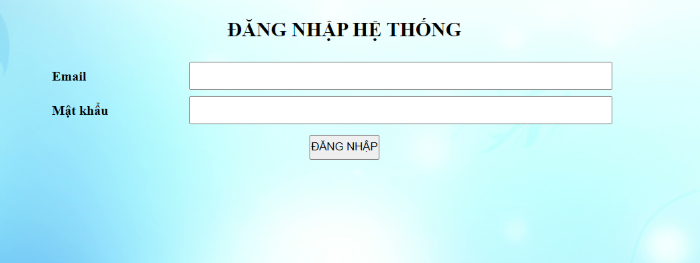 ĐĂNG NHẬP HỆ THỐNG
Email
Mật khẩu
ĐĂNG NHẬP